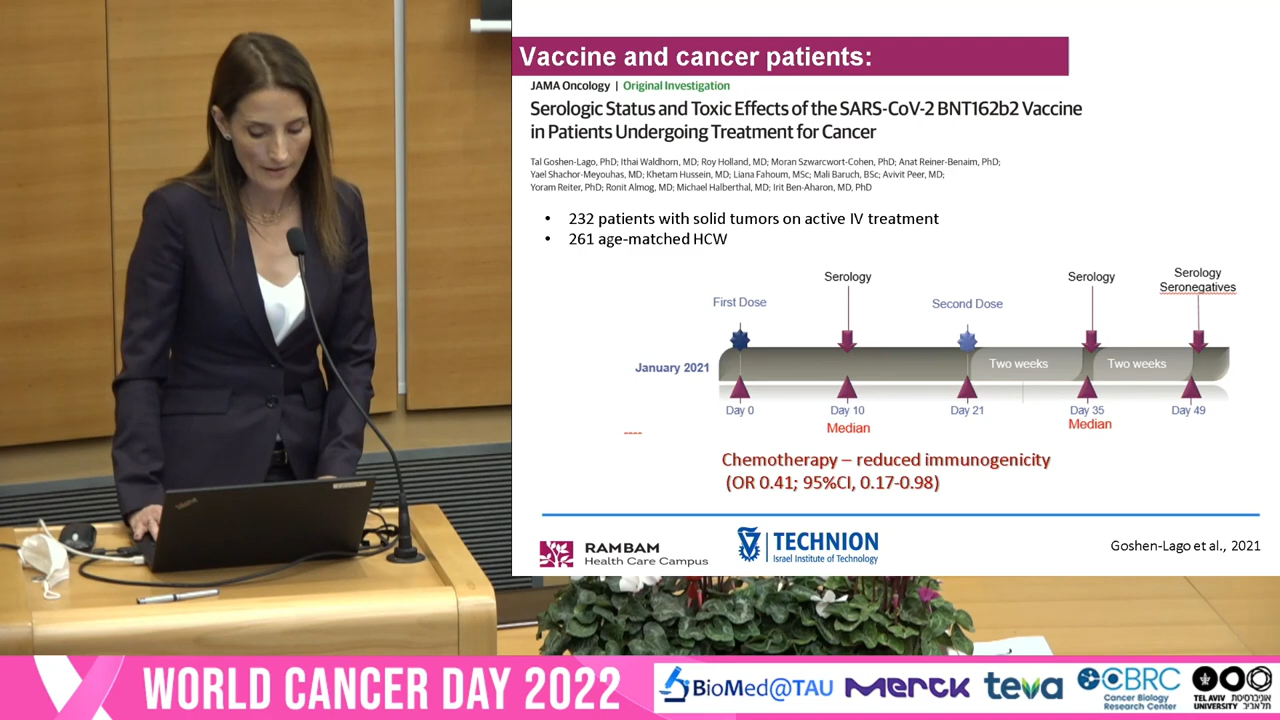 Vaccine and cancer patients:
JAMA Oncology | Original Investigation
Serologic Status and Toxic Effects of the SARS-CoV-2 BNT162b2 Vaccine
in Patients Undergoing Treatment for Cancer
Tal Goshen-Lago, PhD; Ithai Waldhorn, MD; Roy Holland, MD; Moran Szwarcwort-Cohen, PhD; Anat Reiner-Benaim, PhD;
Yael Shachor-Meyouhas, MD; Khetam Hussein, MD; Liana Fahoum, MSc; Mali Baruch, BSc; Avivit Peer, MD;
Yoram Reiter, PhD; Ronit Almog, MD; Michael Halberthal, MD; Irit Ben-Aharon, MD, PhD
• 232 patients with solid tumors on active IV treatment
• 261 age-matched HCW
First Dose
Serology
Second Dose
Serology
Serology
Seronegatives
January 2021
Two weeks
Two weeks
Day 0
Day 10
Day 21
Day 35
Day 49
Median
Median
----
Chemotherapy – reduced immunogenicity
(OR 0.41; 95%CI, 0.17-0.98)
RAMBAM
Health Care Campus
TECHNION
Israel Institute of Technology
Goshen-Lago et al., 2021
WORLD CANCER DAY 2022
BioMed@TAU
MERCK
teva
CBRC
Cancer Biology
Research Center
TEL AVIV אוניברסיטת
UNIVERSITY תל אביב